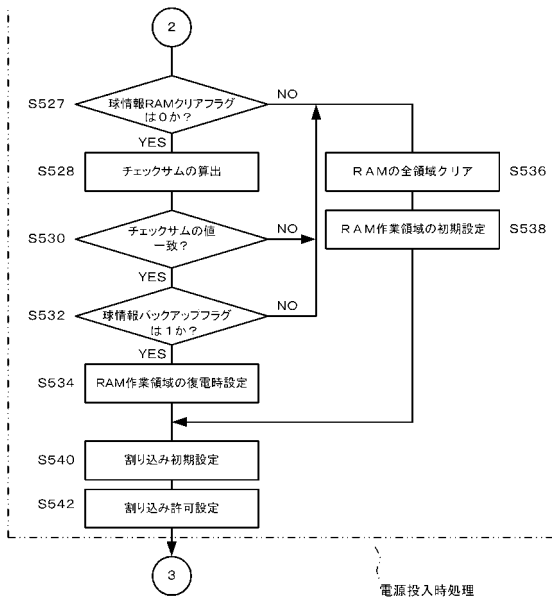 2
S527
球情報RAMクリアフラグ
は0か？
NO
YES
S528
チェックサムの算出
RAMの全領域クリア
S536
S530
チェックサムの値
一致？
NO
RAM作業領域の初期設定
S538
YES
S532
球情報バックアップフラグ
は1か？
NO
YES
S534
RAM作業領域の復電時設定
S540
割り込み初期設定
S542
割り込み許可設定
3
電源投入時処理